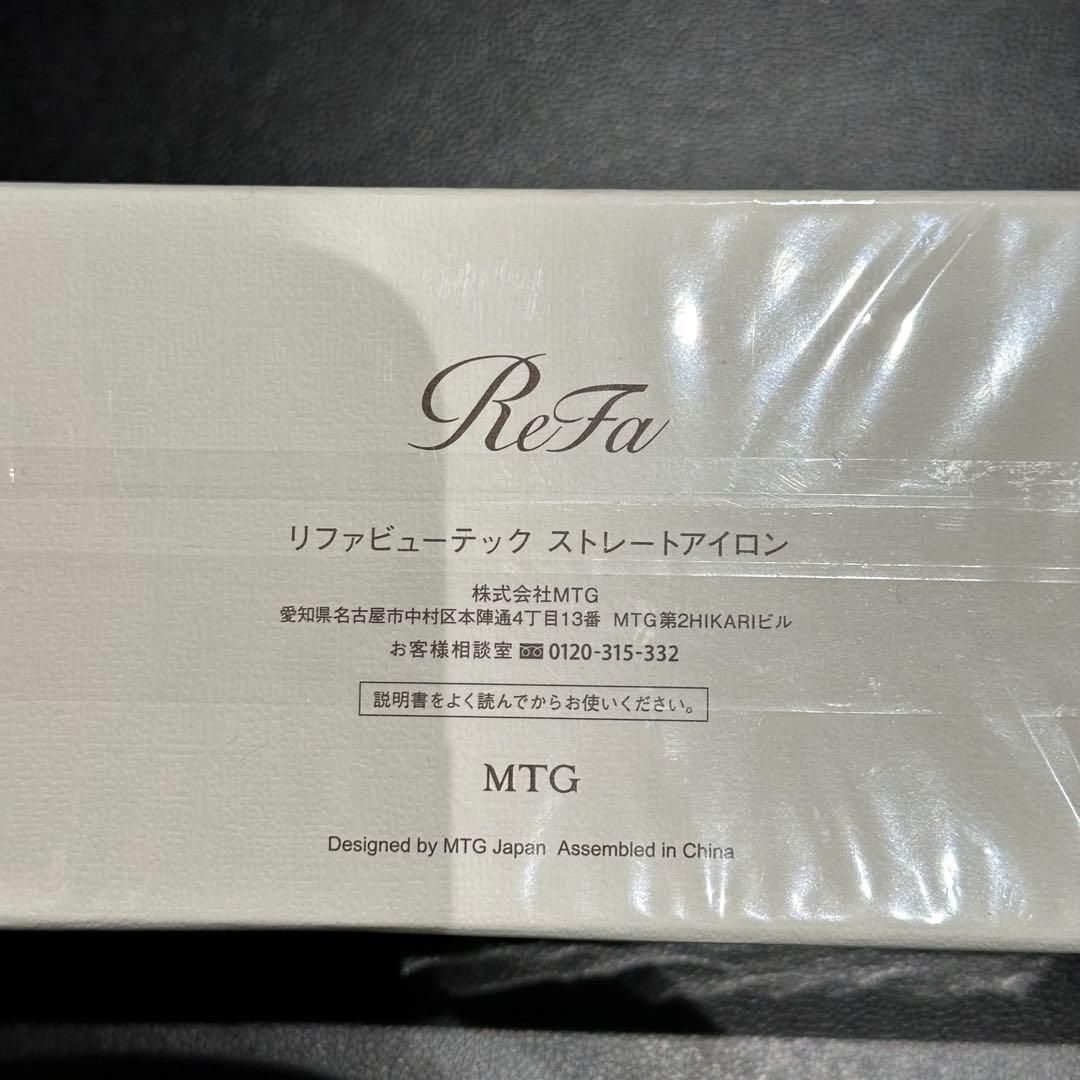 ReFa
リファビューテック ストレートアイロン
株式会社MTG
愛知県名古屋市中村区本陣通4丁目13番 MTG第2HIKARIビル
お客様相談室 0120-315-332
説明書をよく読んでからお使いください。
MTG
Designed by MTG Japan Assembled in China